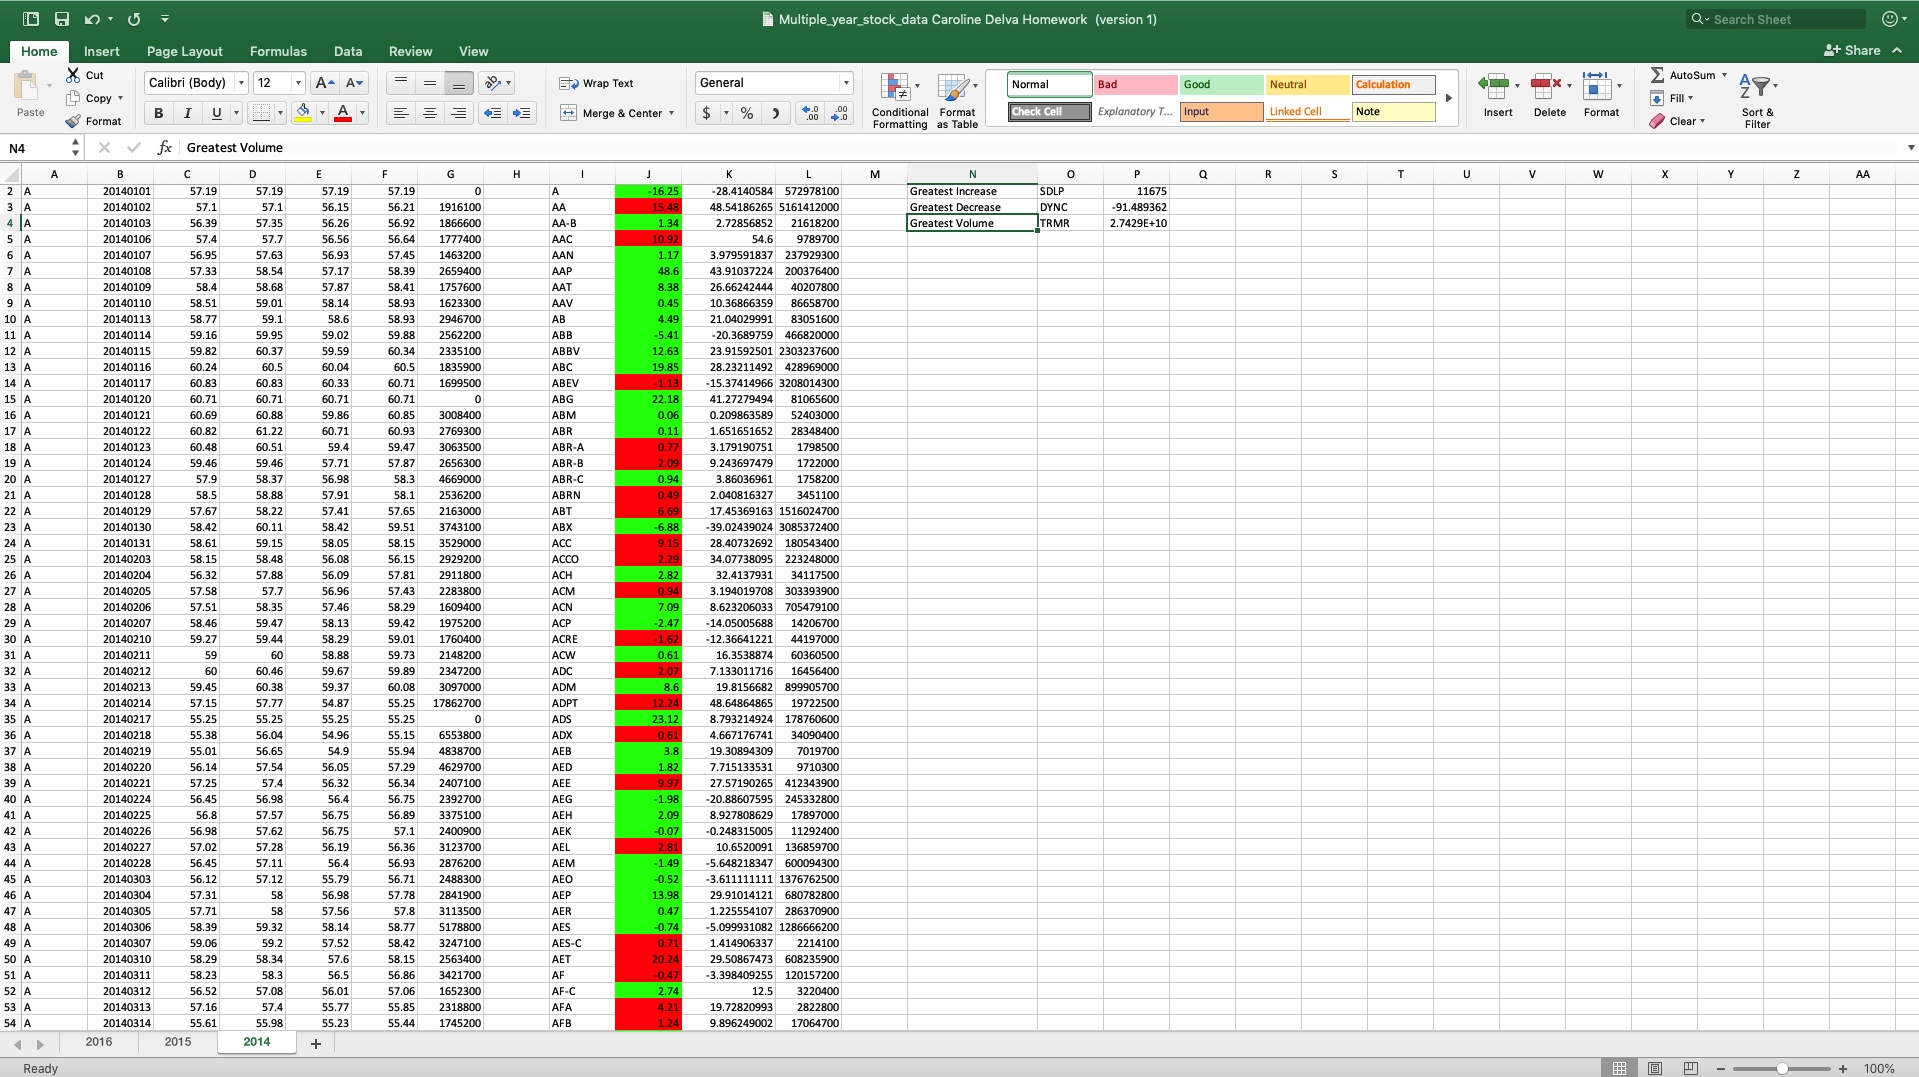 Multiple_year_stock_data Caroline Delva Homework (version 1)
Search Sheet
Home Insert Page Layout Formulas Data Review View
Share
Paste
Cut
Copy
Format
Calibri (Body) 12
Wrap Text
Merge & Center
General
Conditional Formatting
Format as Table
Normal Bad Good Neutral Calculation
Check Cell Explanatory T... Input Linked Cell Note
Insert Delete Format
AutoSum
Fill
Clear
Sort & Filter
N4 fx Greatest Volume
A B C D E F G H I J K L M N O P Q R S T U V W X Y Z AA
2 A 20140101 57.19 57.19 57.19 57.19 0 A -16.25 -28.4140584 572978100 Greatest Increase SDLP 11675
3 A 20140102 57.1 57.1 56.15 56.21 1916100 AA 15.48 48.54186265 5161412000 Greatest Decrease DYNC -91.489362
4 A 20140103 56.39 57.35 56.26 56.92 1866600 AA-B 1.34 2.72856852 21618200 Greatest Volume TRMR 2.7429E+10
5 A 20140106 57.4 57.7 56.56 56.64 1777400 AAC 10.92 54.6 9789700
6 A 20140107 56.95 57.63 56.93 57.45 1463200 AAN 1.17 3.979591837 237929300
7 A 20140108 57.33 58.54 57.17 58.39 2659400 AAP 48.6 43.91037224 200376400
8 A 20140109 58.4 58.68 57.87 58.41 1757600 AAT 8.38 26.66242444 40207800
9 A 20140110 58.51 59.01 58.14 58.93 1623300 AAV 0.45 10.36866359 86658700
10 A 20140113 58.77 59.1 58.6 58.93 2946700 AB 4.49 21.04029991 83051600
11 A 20140114 59.16 59.95 59.02 59.88 2562200 ABB -5.41 -20.3689759 466820000
12 A 20140115 59.82 60.37 59.59 60.34 2335100 ABBV 12.63 23.91592501 2303237600
13 A 20140116 60.24 60.5 60.04 60.5 1835900 ABC 19.85 28.23211492 428969000
14 A 20140117 60.83 60.83 60.33 60.71 1699500 ABEV -1.13 -15.37414966 3208014300
15 A 20140120 60.71 60.71 60.71 60.71 0 ABG 22.18 41.27279494 81065600
16 A 20140121 60.69 60.88 59.86 60.85 3008400 ABM 0.06 0.209863589 52403000
17 A 20140122 60.82 61.22 60.71 60.93 2769300 ABR 0.11 1.651651652 28348400
18 A 20140123 60.48 60.51 59.4 59.47 3063500 ABR-A 0.77 3.179190751 1798500
19 A 20140124 59.46 59.46 57.71 57.87 2656300 ABR-B 2.09 9.243697479 1722000
20 A 20140127 57.9 58.37 56.98 58.3 4669000 ABR-C 0.94 3.86036961 1758200
21 A 20140128 58.5 58.88 57.91 58.1 2536200 ABRN 0.49 2.040816327 3451100
22 A 20140129 57.67 58.22 57.41 57.65 2163000 ABT 6.69 17.45369163 1516024700
23 A 20140130 58.42 60.11 58.42 59.51 3743100 ABX -6.88 -39.02439024 3085372400
24 A 20140131 58.61 59.15 58.05 58.15 3529000 ACC 9.15 28.40732692 180543400
25 A 20140203 58.15 58.48 56.08 56.15 2929200 ACCO 2.29 34.07738095 223248000
26 A 20140204 56.32 57.88 56.09 57.81 2911800 ACH 2.82 32.4137931 34117500
27 A 20140205 57.58 57.7 56.96 57.43 2283800 ACM 0.94 3.194019708 303393900
28 A 20140206 57.51 58.35 57.46 58.29 1609400 ACN 7.09 8.623206033 705479100
29 A 20140207 58.46 59.47 58.13 59.42 1975200 ACP -2.47 -14.05005688 14206700
30 A 20140210 59.27 59.44 58.29 59.01 1760400 ACRE -1.62 -12.36641221 44197000
31 A 20140211 59 60 58.88 59.73 2148200 ACW 0.61 16.3538874 60360500
32 A 20140212 60 60.46 59.67 59.89 2347200 ADC 2.07 7.133011716 16456400
33 A 20140213 59.45 60.38 59.37 60.08 3097000 ADM 8.6 19.8156682 899905700
34 A 20140214 57.15 57.77 54.87 55.25 17862700 ADPT 12.24 48.64864865 19722500
35 A 20140217 55.25 55.25 55.25 55.25 0 ADS 23.12 8.793214924 178760600
36 A 20140218 55.38 56.04 54.96 55.15 6553800 ADX 0.61 4.667176741 34090400
37 A 20140219 55.01 56.65 54.9 55.94 4838700 AEB 3.8 19.30894309 7019700
38 A 20140220 56.14 57.54 56.05 57.29 4629700 AED 1.82 7.715133531 9710300
39 A 20140221 57.25 57.4 56.32 56.34 2407100 AEE 9.97 27.57190265 412343900
40 A 20140224 56.45 56.98 56.4 56.75 2392700 AEG -1.98 -20.88607595 245332800
41 A 20140225 56.8 57.57 56.75 56.89 3375100 AEH 2.09 8.927808629 17897000
42 A 20140226 56.98 57.62 56.75 57.1 2400900 AEK -0.07 -0.248315005 11292400
43 A 20140227 57.02 57.28 56.19 56.36 3123700 AEL 2.81 10.6520091 136859700
44 A 20140228 56.45 57.11 56.4 56.93 2876200 AEM -1.49 -5.648218347 600094300
45 A 20140303 56.12 57.12 55.79 56.71 2488300 AEO -0.52 -3.611111111 1376762500
46 A 20140304 57.31 58 56.98 57.78 2841900 AEP 13.98 29.91014121 680782800
47 A 20140305 57.71 58 57.56 57.8 3113500 AER 0.47 1.225554107 286370900
48 A 20140306 58.39 59.32 58.14 58.77 5178800 AES -0.74 -5.099931082 1286666200
49 A 20140307 59.06 59.2 57.52 58.42 3247100 AES-C 0.71 1.414906337 2214100
50 A 20140310 58.29 58.34 57.6 58.15 2563400 AET 20.24 29.50867473 608235900
51 A 20140311 58.23 58.3 56.5 56.86 3421700 AF -0.47 -3.398409255 120157200
52 A 20140312 56.52 57.08 56.01 57.06 1652300 AF-C 2.74 12.5 3220400
53 A 20140313 57.16 57.4 55.77 55.85 2318800 AFA 4.21 19.72820993 2822800
54 A 20140314 55.61 55.98 55.23 55.44 1745200 AFB 1.24 9.896249002 17064700
2016 2015 2014 +
Ready
100%